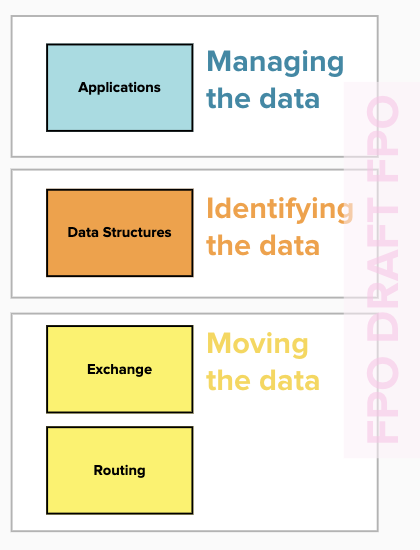 Applications
Managing
the data
Data Structures
Identifying
the data
Exchange
Moving
the data
Routing
FPO DRAFT FPO